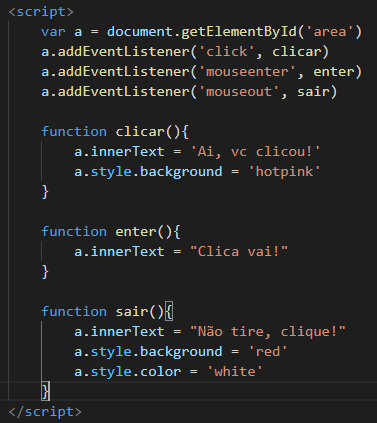 <script>
    var a = document.getElementById('area')
    a.addEventListener('click', clicar)
    a.addEventListener('mouseenter', enter)
    a.addEventListener('mouseout', sair)

    function clicar(){
        a.innerText = 'Ai, vc clicou!'
        a.style.background = 'hotpink'
    }

    function enter(){
        a.innerText = "Clica vai!"
    }

    function sair(){
        a.innerText = "Não tire, clique!"
        a.style.background = 'red'
        a.style.color = 'white'
    }
</script>